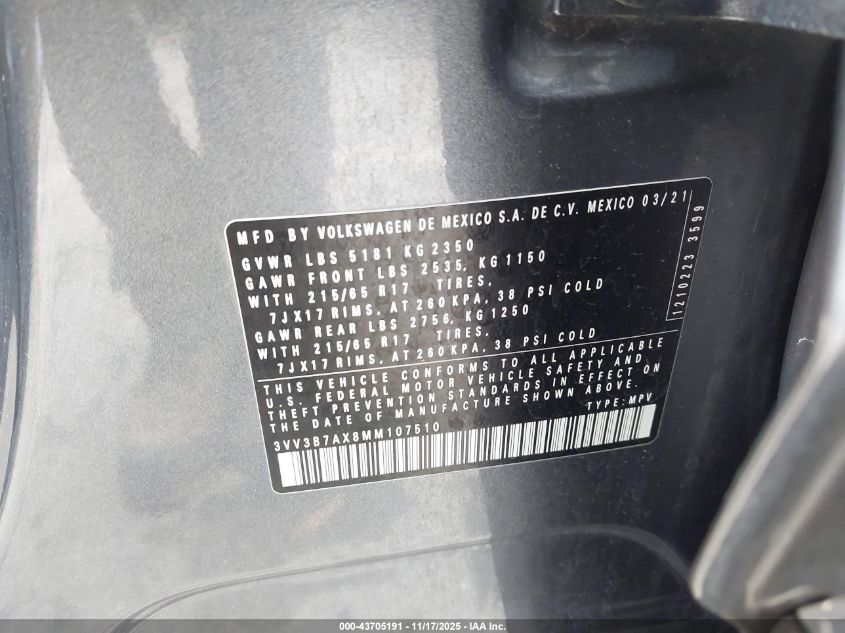 MFD BY VOLKSWAGEN DE MEXICO S.A. DE C.V. MEXICO 03/21
GVWR LBS 5181 KG 2350
GAWR FRONT LBS 2535, KG 1150
WITH 215/65 R17 TIRES,
7JX17 RIMS, AT 260 KPA, 38 PSI COLD
GAWR REAR LBS 2756, KG 1250
WITH 215/65 R17 TIRES,
7JX17 RIMS, AT 260 KPA, 38 PSI COLD
1210223 3599
THIS VEHICLE CONFORMS TO ALL APPLICABLE
U.S. FEDERAL MOTOR VEHICLE SAFETY AND
THEFT PREVENTION STANDARDS IN EFFECT ON
THE DATE OF MANUFACTURE SHOWN ABOVE.
3VV3B7AX8MM107510 TYPE: MPV
000-43705191 - 11/17/2025 - IAA Inc.